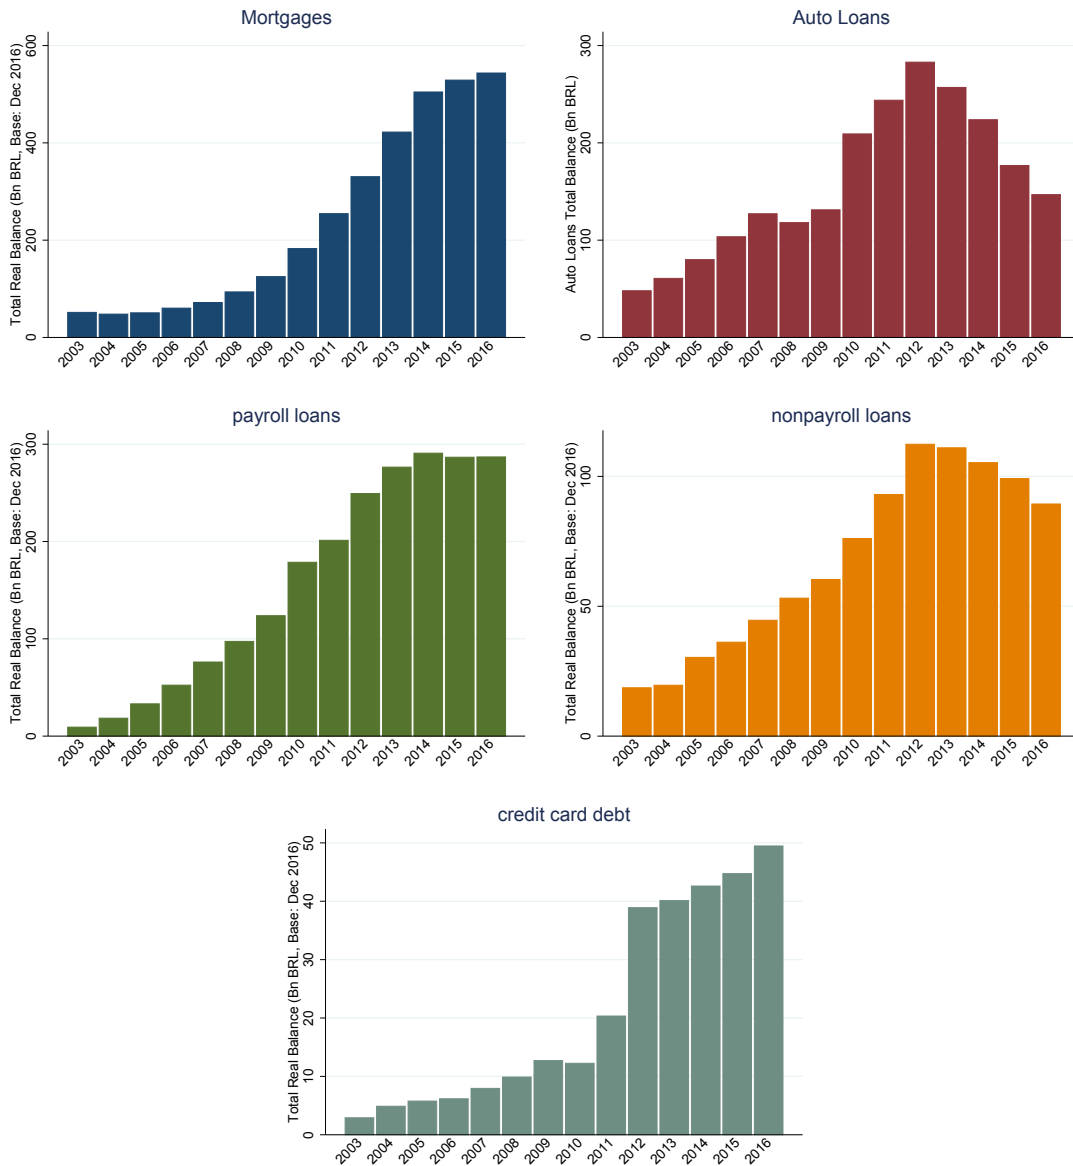 Mortgages
Total Real Balance (Bn BRL, Base: Dec 2016)
600
400
200
0
2003 2004 2005 2006 2007 2008 2009 2010 2011 2012 2013 2014 2015 2016
Auto Loans
Auto Loans Total Balance (Bn BRL)
300
200
100
0
2003 2004 2005 2006 2007 2008 2009 2010 2011 2012 2013 2014 2015 2016
payroll loans
Total Real Balance (Bn BRL, Base: Dec 2016)
300
200
100
0
2003 2004 2005 2006 2007 2008 2009 2010 2011 2012 2013 2014 2015 2016
nonpayroll loans
Total Real Balance (Bn BRL, Base: Dec 2016)
100
50
0
2003 2004 2005 2006 2007 2008 2009 2010 2011 2012 2013 2014 2015 2016
credit card debt
Total Real Balance (Bn BRL, Base: Dec 2016)
50
40
30
20
10
0
2003 2004 2005 2006 2007 2008 2009 2010 2011 2012 2013 2014 2015 2016